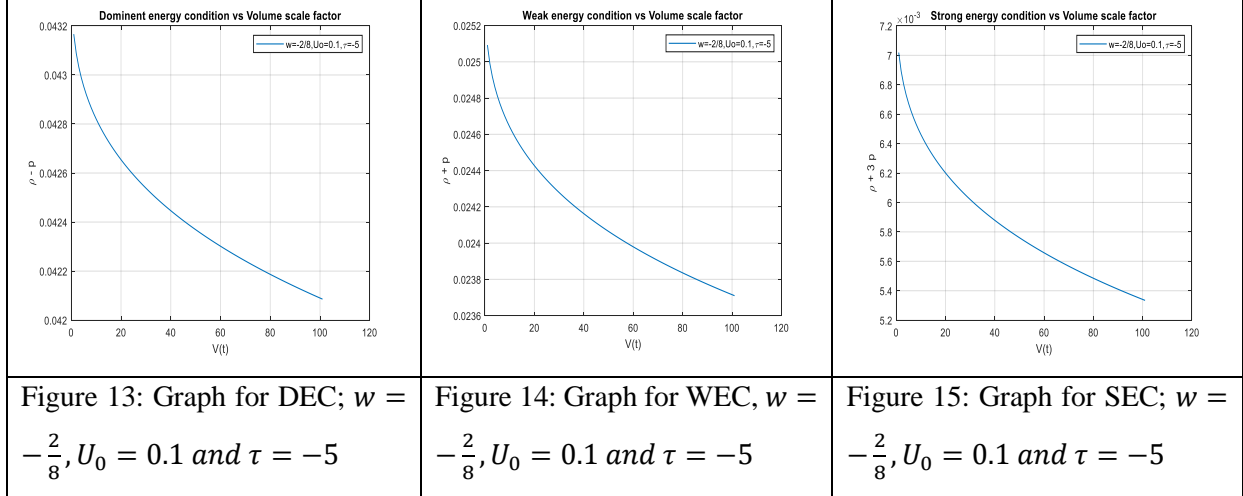 Dominent energy condition vs Volume scale factor
w=-2/8,Uo=0.1,τ=-5
0.0432
0.043
0.0428
0.0426
0.0424
0.0422
0.042
ρ - p
0 20 40 60 80 100 120
V(t)
Weak energy condition vs Volume scale factor
w=-2/8,Uo=0.1,τ=-5
0.0252
0.025
0.0248
0.0246
0.0244
0.0242
0.024
0.0238
0.0236
ρ + p
0 20 40 60 80 100 120
V(t)
×10⁻³ Strong energy condition vs Volume scale factor
w=-2/8,Uo=0.1,τ=-5
7.2
7
6.8
6.6
6.4
6.2
6
5.8
5.6
5.4
5.2
ρ + 3 p
0 20 40 60 80 100 120
V(t)
Figure 13: Graph for DEC; w =
−2/8, U₀ = 0.1 and τ = −5
Figure 14: Graph for WEC, w =
−2/8, U₀ = 0.1 and τ = −5
Figure 15: Graph for SEC; w =
−2/8, U₀ = 0.1 and τ = −5